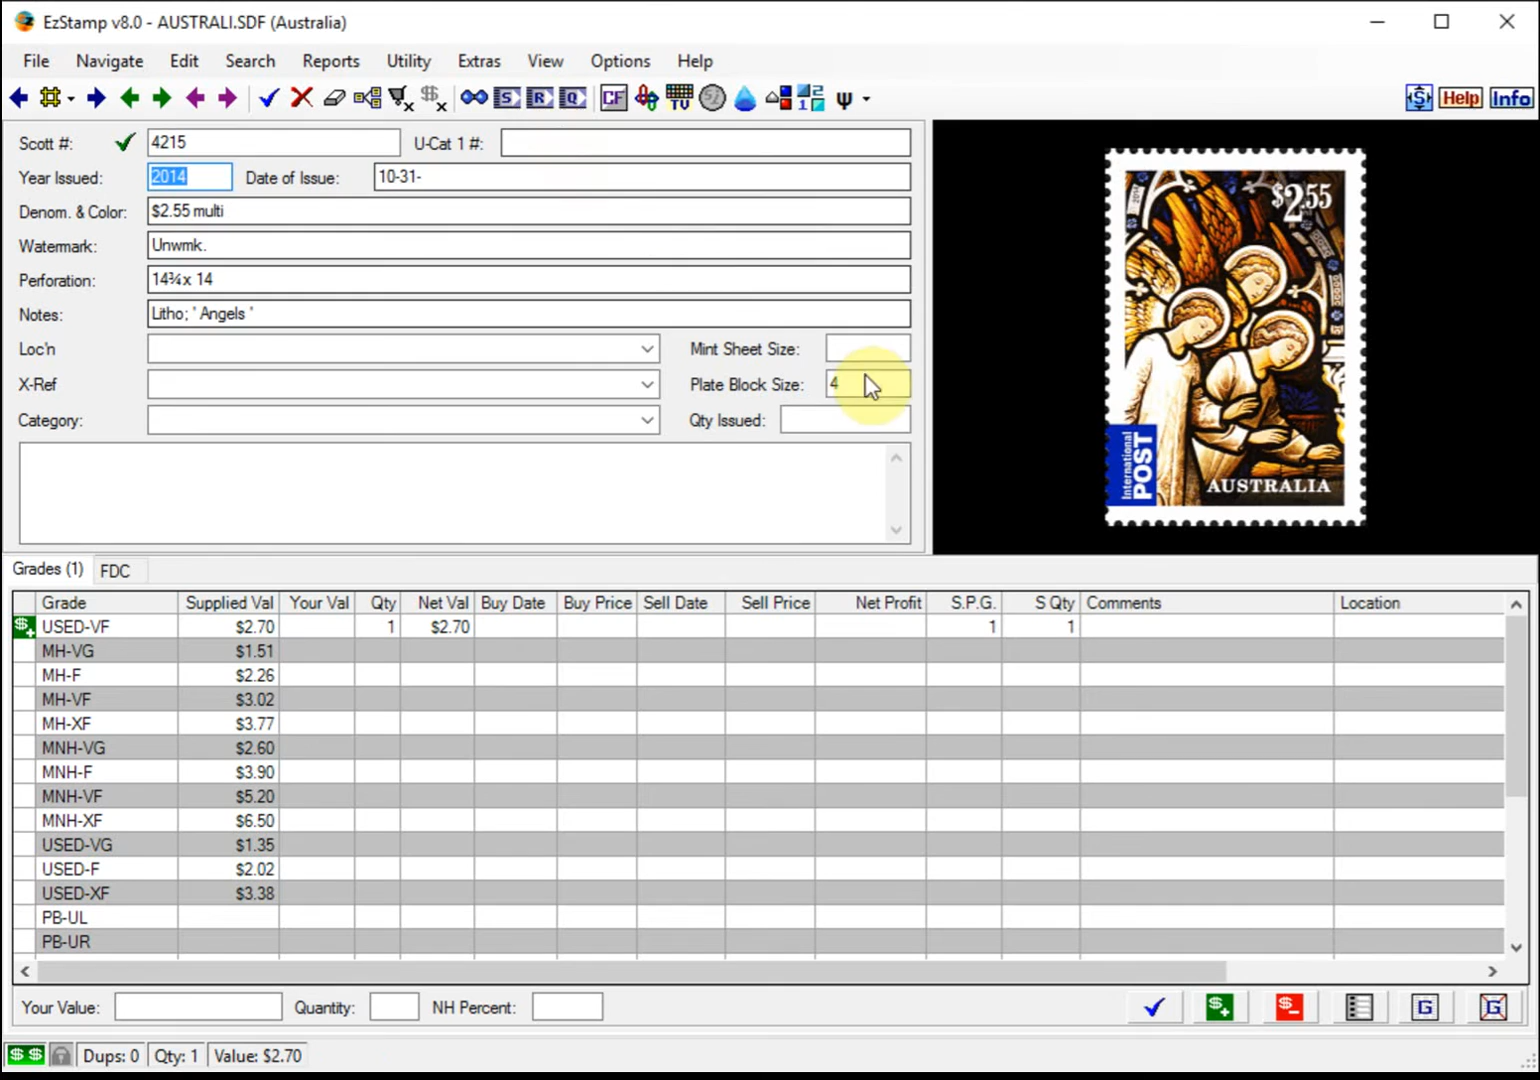 EzStamp v8.0 - AUSTRALI.SDF (Australia)
File Navigate Edit Search Reports Utility Extras View Options Help
S R Q CF TV 1 2 Ψ $ Help Info
Scott #: 4215 U-Cat 1 #:
Year Issued: 2014 Date of Issue: 10-31-
Denom. & Color: $2.55 multi
Watermark: Unwmk.
Perforation: 14¾x 14
Notes: Litho; ' Angels '
Loc'n Mint Sheet Size:
X-Ref Plate Block Size: 4
Category: Qty Issued:
$2.55
International
POST
AUSTRALIA
Grades (1) FDC
Grade Supplied Val Your Val Qty Net Val Buy Date Buy Price Sell Date Sell Price Net Profit S.P.G. S Qty Comments Location
$+ USED-VF $2.70 1 $2.70 1 1
MH-VG $1.51
MH-F $2.26
MH-VF $3.02
MH-XF $3.77
MNH-VG $2.60
MNH-F $3.90
MNH-VF $5.20
MNH-XF $6.50
USED-VG $1.35
USED-F $2.02
USED-XF $3.38
PB-UL
PB-UR
Your Value: Quantity: NH Percent: $+ $- G G
$ $ Dups: 0 Qty: 1 Value: $2.70